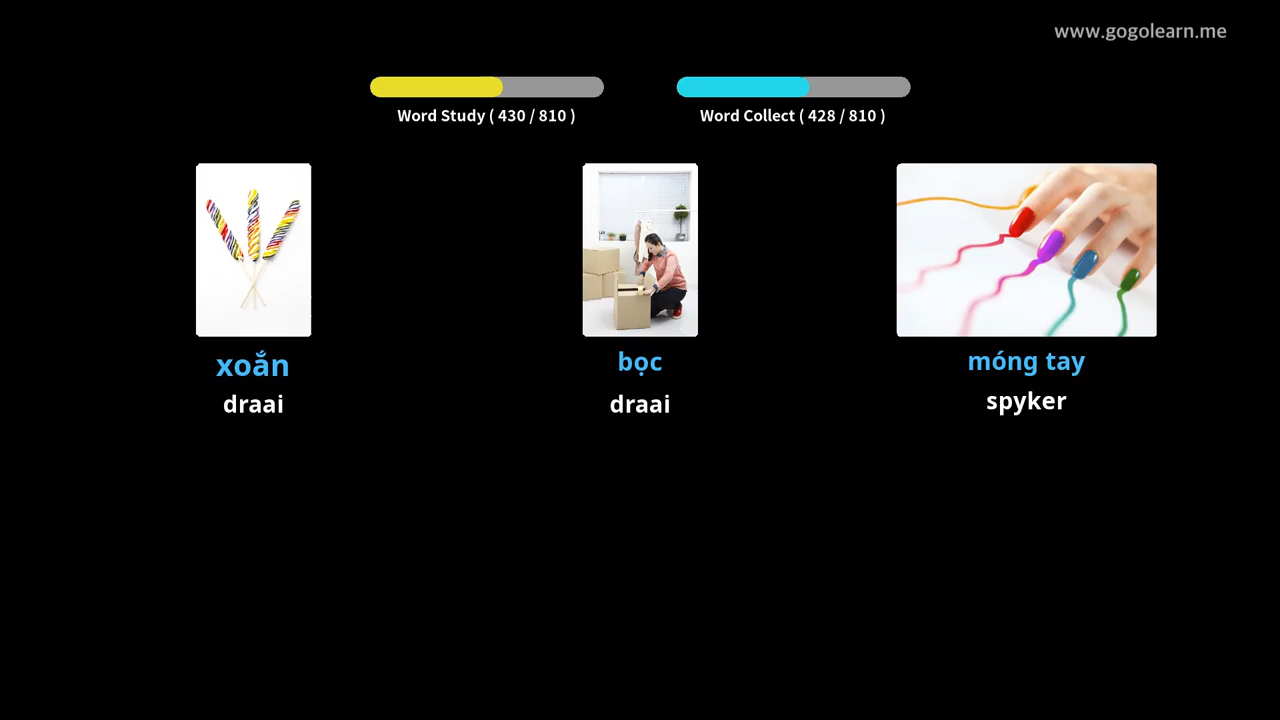 www.gogolearn.me
Word Study ( 430 / 810 )
Word Collect ( 428 / 810 )
xoắn
draai
bọc
draai
móng tay
spyker